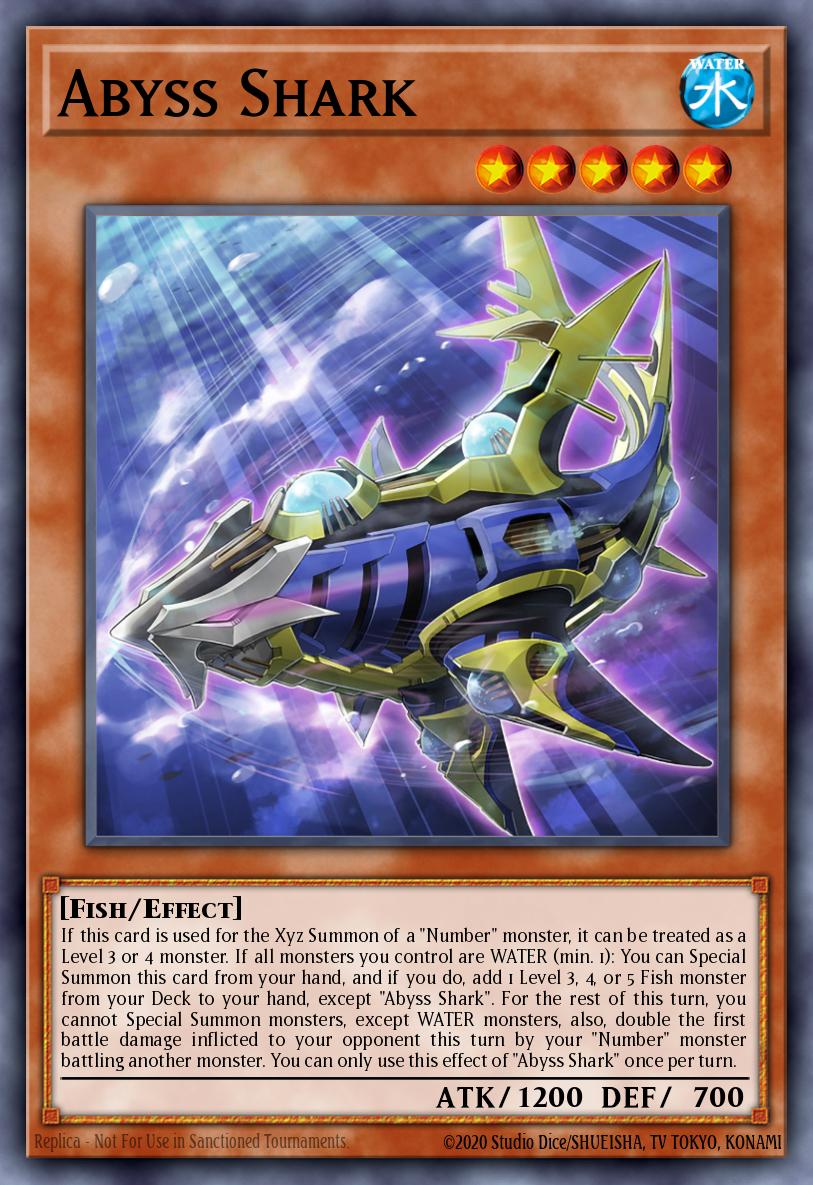 Abyss Shark
WATER
水
[Fish/Effect]
If this card is used for the Xyz Summon of a "Number" monster, it can be treated as a
Level 3 or 4 monster. If all monsters you control are WATER (min. 1): You can Special
Summon this card from your hand, and if you do, add 1 Level 3, 4, or 5 Fish monster
from your Deck to your hand, except "Abyss Shark". For the rest of this turn, you
cannot Special Summon monsters, except WATER monsters, also, double the first
battle damage inflicted to your opponent this turn by your "Number" monster
battling another monster. You can only use this effect of "Abyss Shark" once per turn.
ATK/1200 DEF/ 700
Replica - Not For Use in Sanctioned Tournaments.
©2020 Studio Dice/SHUEISHA, TV TOKYO, KONAMI